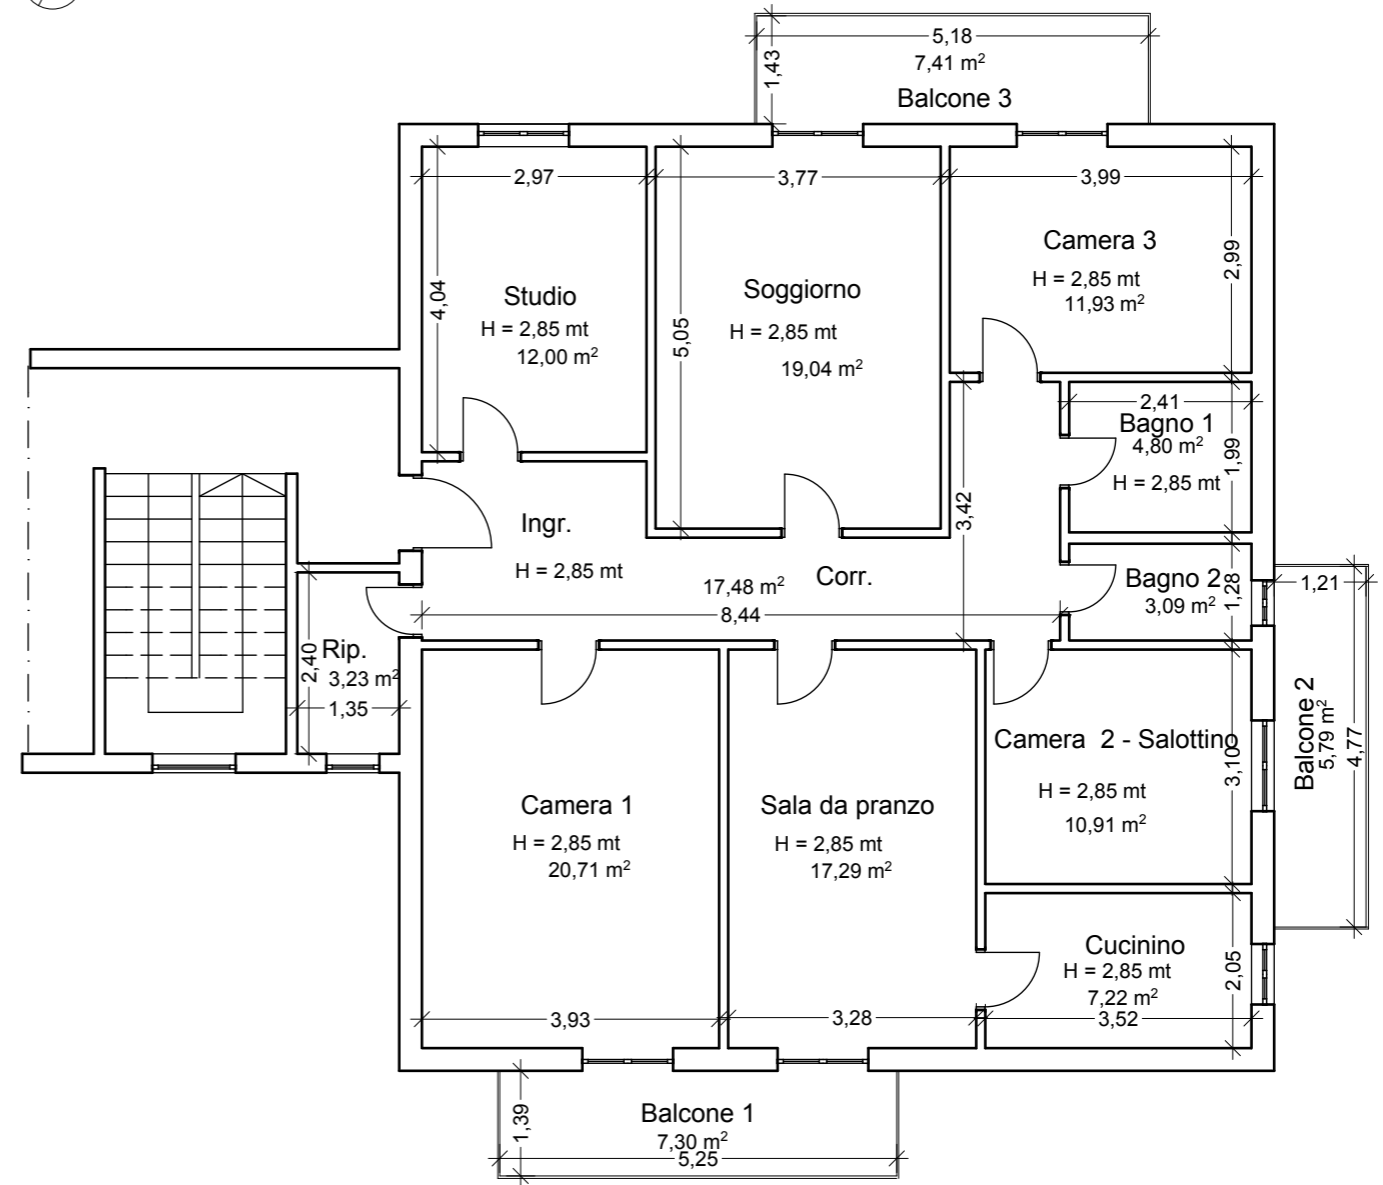 5,18
1,43
7,41 m²
Balcone 3
2,97
3,77
3,99
4,04
Studio
H = 2,85 mt
12,00 m²
5,05
Soggiorno
H = 2,85 mt
19,04 m²
Camera 3
H = 2,85 mt
11,93 m²
2,99
2,41
Bagno 1
4,80 m²
H = 2,85 mt
1,99
3,42
Ingr.
H = 2,85 mt
17,48 m²
Corr.
8,44
Bagno 2
3,09 m²
1,28
1,21
Rip.
3,23 m²
2,40
1,35
Camera 2 - Salottino
H = 2,85 mt
10,91 m²
3,10
Balcone 2
5,79 m²
4,77
Camera 1
H = 2,85 mt
20,71 m²
Sala da pranzo
H = 2,85 mt
17,29 m²
Cucinino
H = 2,85 mt
7,22 m²
2,05
3,93
3,28
3,52
1,39
Balcone 1
7,30 m²
5,25